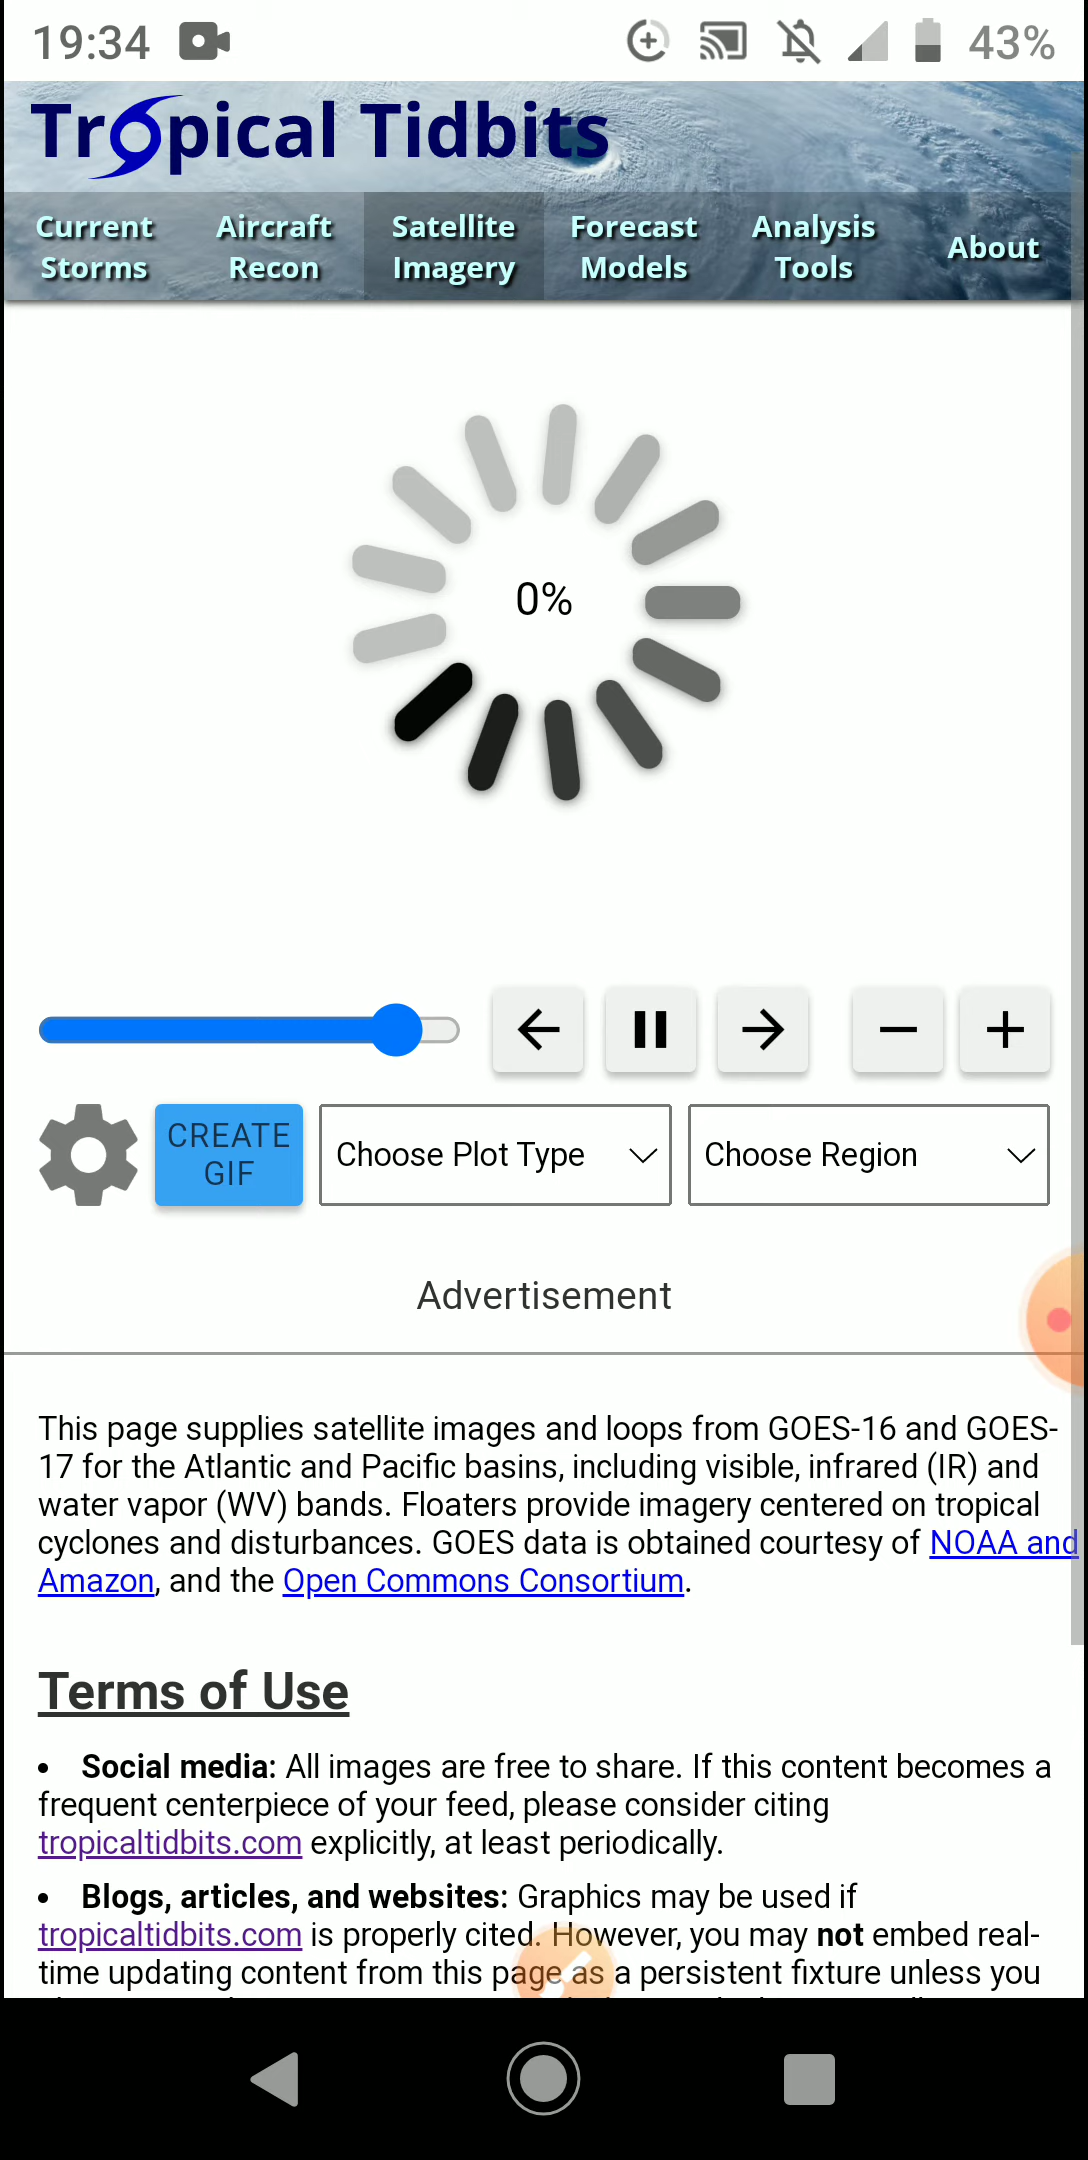 19:34 43%
Tropical Tidbits
Current Storms
Aircraft Recon
Satellite Imagery
Forecast Models
Analysis Tools
About
0%
CREATE GIF
Choose Plot Type
Choose Region
Advertisement
This page supplies satellite images and loops from GOES-16 and GOES-
17 for the Atlantic and Pacific basins, including visible, infrared (IR) and
water vapor (WV) bands. Floaters provide imagery centered on tropical
cyclones and disturbances. GOES data is obtained courtesy of NOAA and
Amazon, and the Open Commons Consortium.
Terms of Use
• Social media: All images are free to share. If this content becomes a
frequent centerpiece of your feed, please consider citing
tropicaltidbits.com explicitly, at least periodically.
• Blogs, articles, and websites: Graphics may be used if
tropicaltidbits.com is properly cited. However, you may not embed real-
time updating content from this page as a persistent fixture unless you